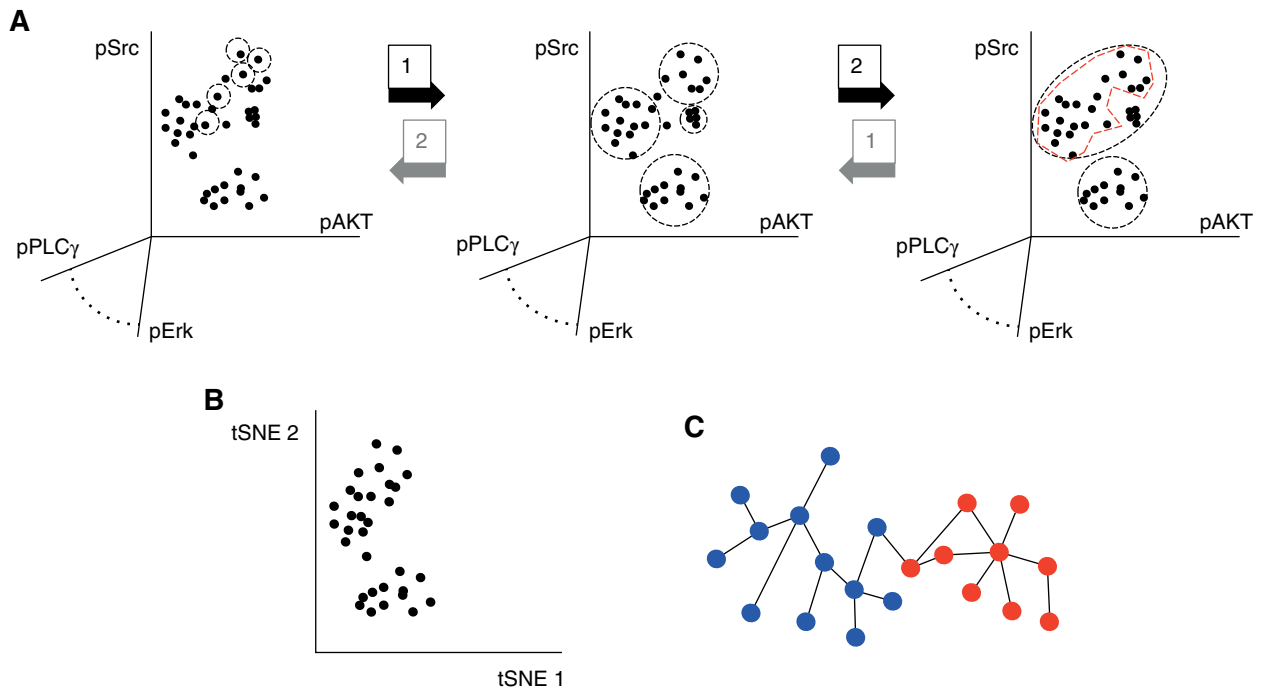 A
pSrc
1
2
pAKT
pPLCγ
pErk
pSrc
2
1
pAKT
pPLCγ
pErk
pSrc
pAKT
pPLCγ
pErk
B
tSNE 2
tSNE 1
C